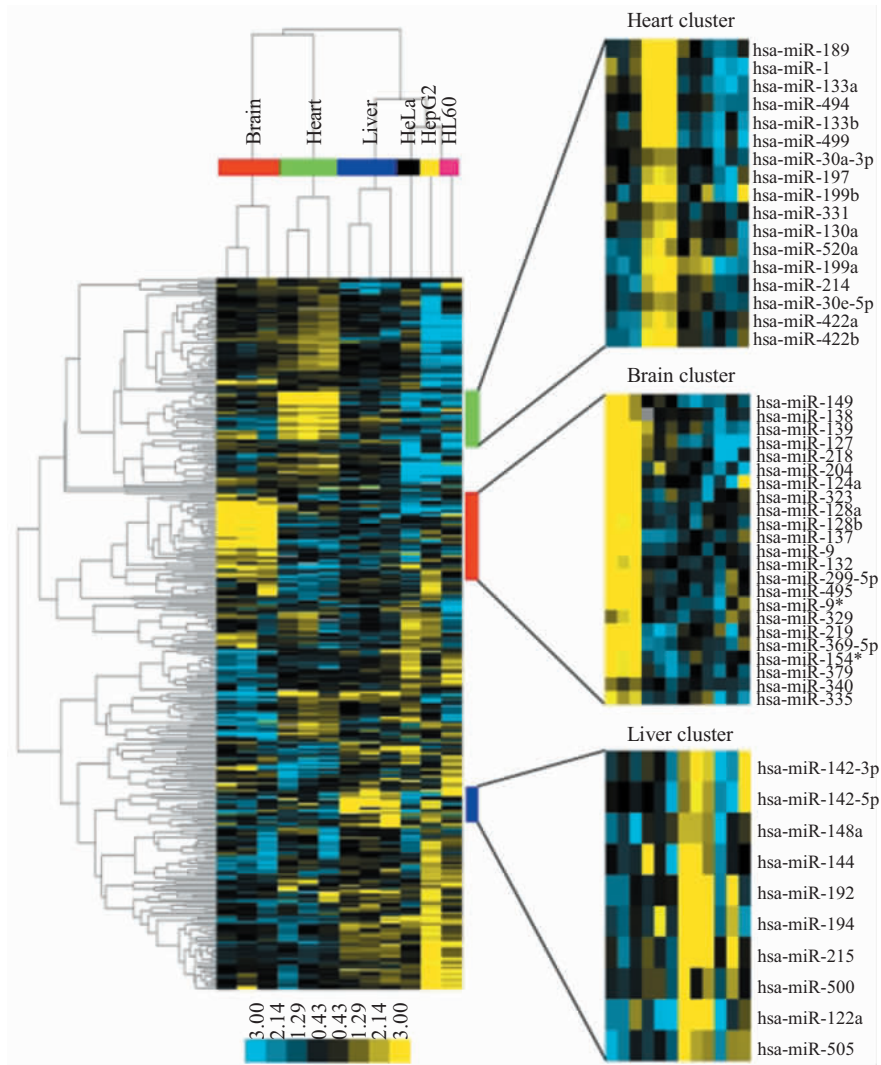 Heart cluster
hsa-miR-189
hsa-miR-1
hsa-miR-133a
hsa-miR-494
hsa-miR-133b
hsa-miR-499
hsa-miR-30a-3p
hsa-miR-197
hsa-miR-199b
hsa-miR-331
hsa-miR-130a
hsa-miR-520a
hsa-miR-199a
hsa-miR-214
hsa-miR-30e-5p
hsa-miR-422a
hsa-miR-422b
Brain
Heart
Liver
HeLa
HepG2
HL60
Brain cluster
hsa-miR-149
hsa-miR-138
hsa-miR-139
hsa-miR-127
hsa-miR-218
hsa-miR-204
hsa-miR-124a
hsa-miR-323
hsa-miR-128a
hsa-miR-128b
hsa-miR-137
hsa-miR-9
hsa-miR-132
hsa-miR-299-5p
hsa-miR-495
hsa-miR-9*
hsa-miR-329
hsa-miR-219
hsa-miR-369-5p
hsa-miR-154*
hsa-miR-379
hsa-miR-340
hsa-miR-335
Liver cluster
hsa-miR-142-3p
hsa-miR-142-5p
hsa-miR-148a
hsa-miR-144
hsa-miR-192
hsa-miR-194
hsa-miR-215
hsa-miR-500
hsa-miR-122a
hsa-miR-505
3.00
2.14
1.29
0.43
0.43
1.29
2.14
3.00